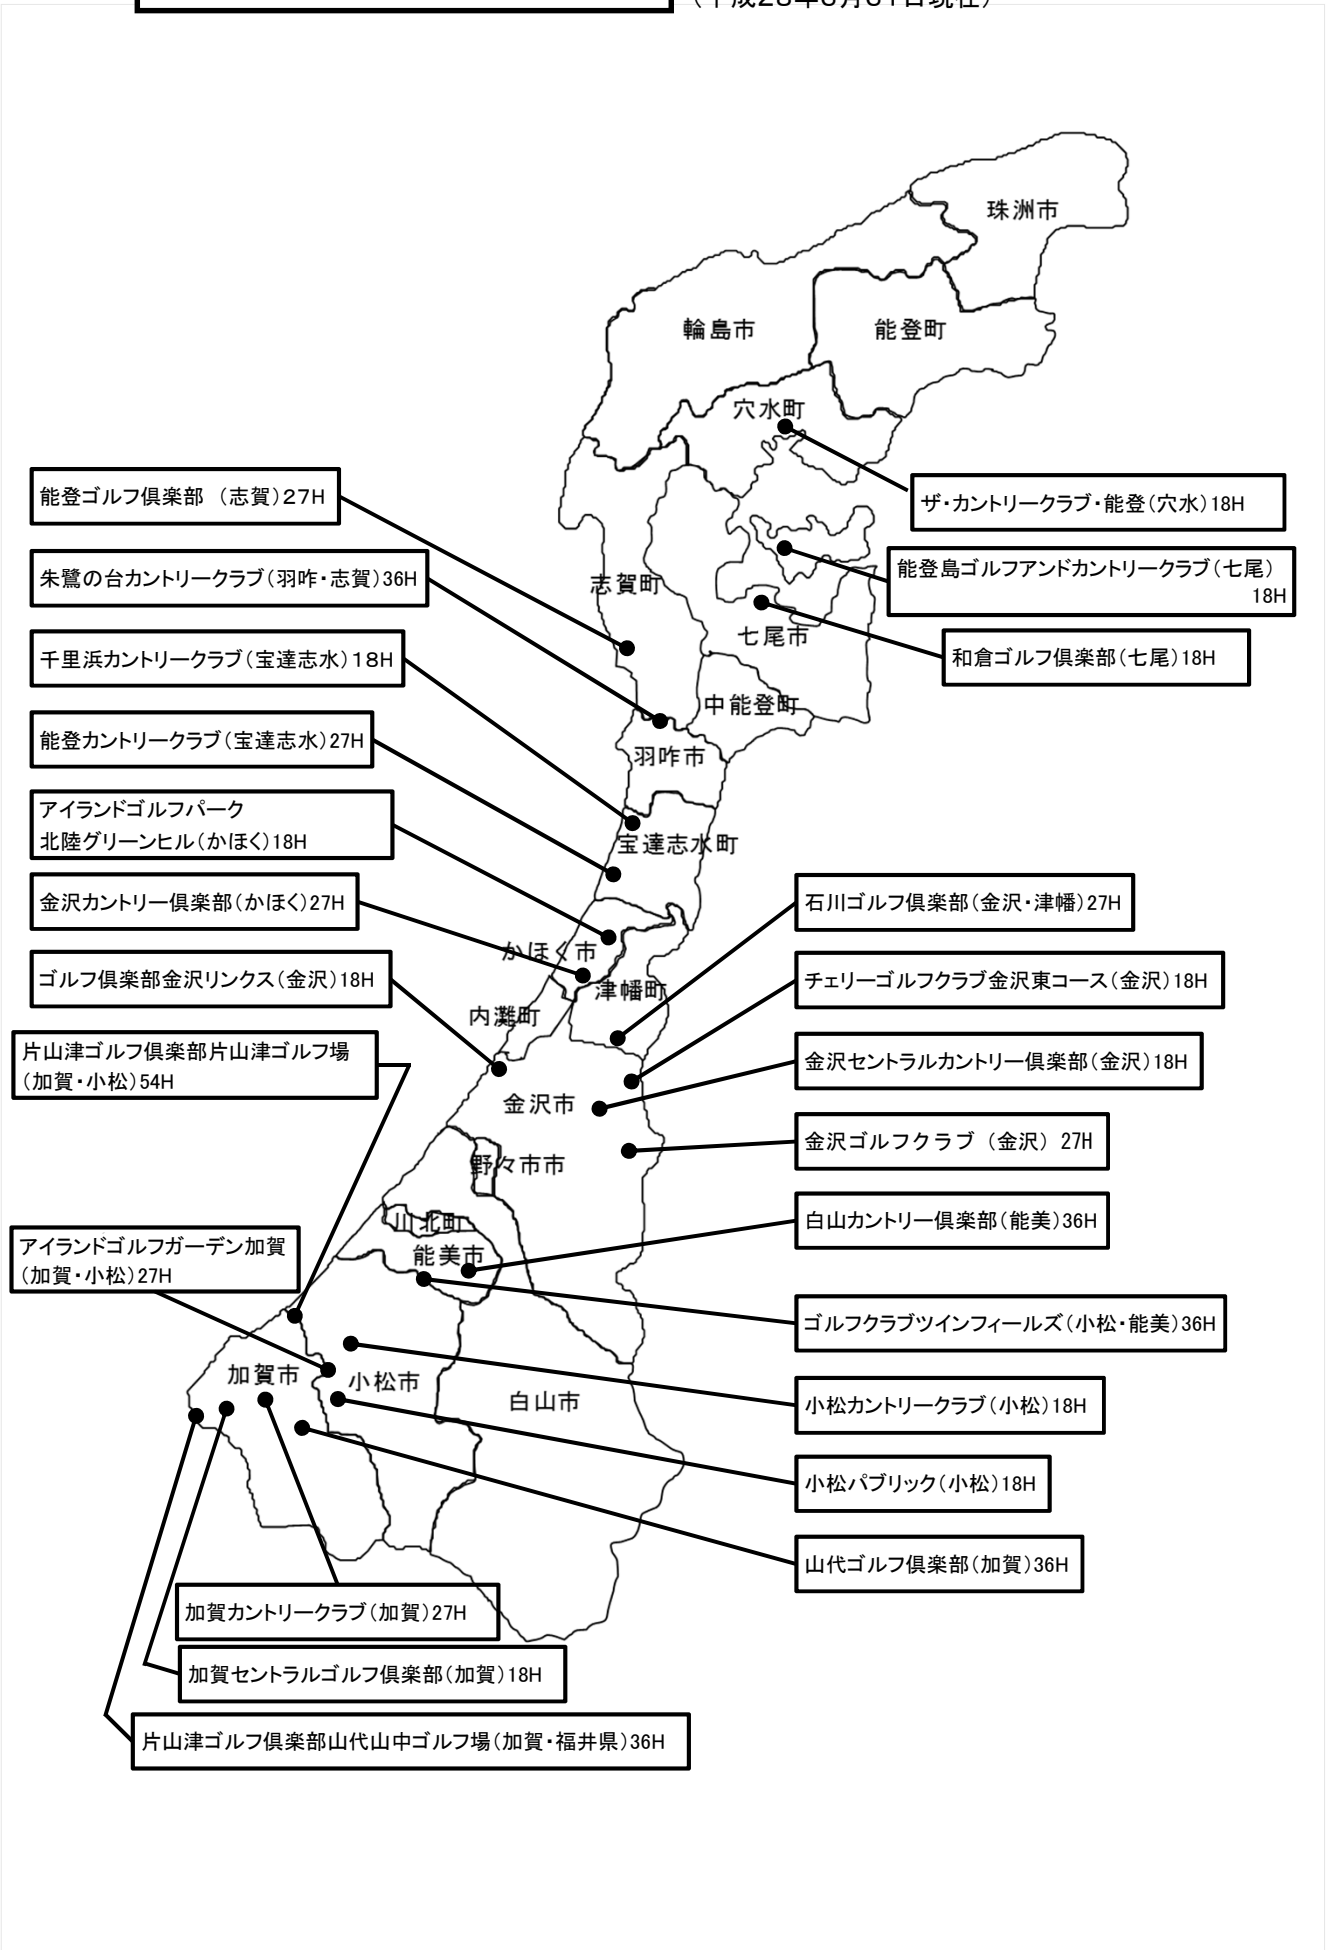 珠洲市
輪島市
能登町
穴水町
能登ゴルフ倶楽部 (志賀)27H
ザ・カントリークラブ・能登(穴水)18H
朱鷺の台カントリークラブ(羽咋・志賀)36H
能登島ゴルフアンドカントリークラブ(七尾)
18H
志賀町
七尾市
千里浜カントリークラブ(宝達志水)18H
和倉ゴルフ倶楽部(七尾)18H
中能登町
能登カントリークラブ(宝達志水)27H
羽咋市
アイランドゴルフパーク
北陸グリーンヒル(かほく)18H
宝達志水町
金沢カントリー倶楽部(かほく)27H
石川ゴルフ倶楽部(金沢・津幡)27H
かほく市
ゴルフ倶楽部金沢リンクス(金沢)18H
津幡町
チェリーゴルフクラブ金沢東コース(金沢)18H
内灘町
片山津ゴルフ倶楽部片山津ゴルフ場
(加賀・小松)54H
金沢セントラルカントリー倶楽部(金沢)18H
金沢市
金沢ゴルフクラブ (金沢) 27H
野々市市
川北町
白山カントリー倶楽部(能美)36H
アイランドゴルフガーデン加賀
(加賀・小松)27H
能美市
ゴルフクラブツインフィールズ(小松・能美)36H
加賀市
小松市
白山市
小松カントリークラブ(小松)18H
小松パブリック(小松)18H
山代ゴルフ倶楽部(加賀)36H
加賀カントリークラブ(加賀)27H
加賀セントラルゴルフ倶楽部(加賀)18H
片山津ゴルフ倶楽部山代山中ゴルフ場(加賀・福井県)36H